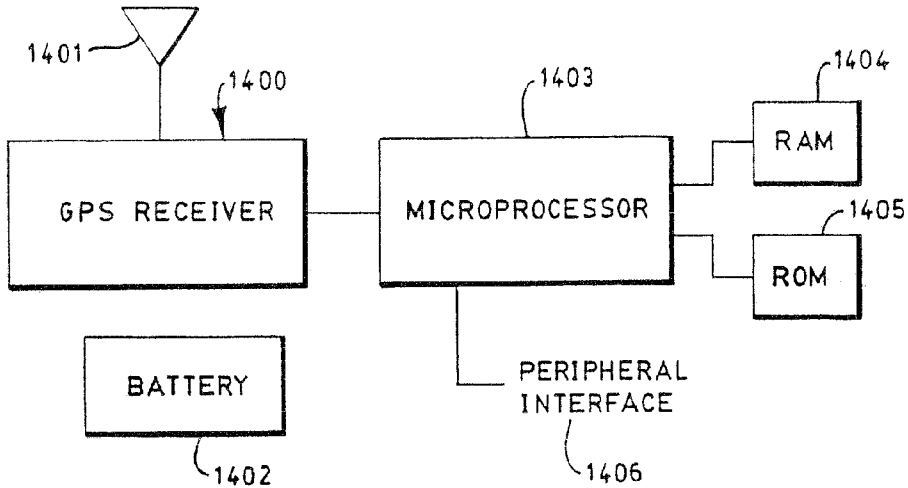 1401
1400
1403
1404
GPS RECEIVER
MICROPROCESSOR
RAM
1405
ROM
BATTERY
PERIPHERAL
INTERFACE
1402
1406